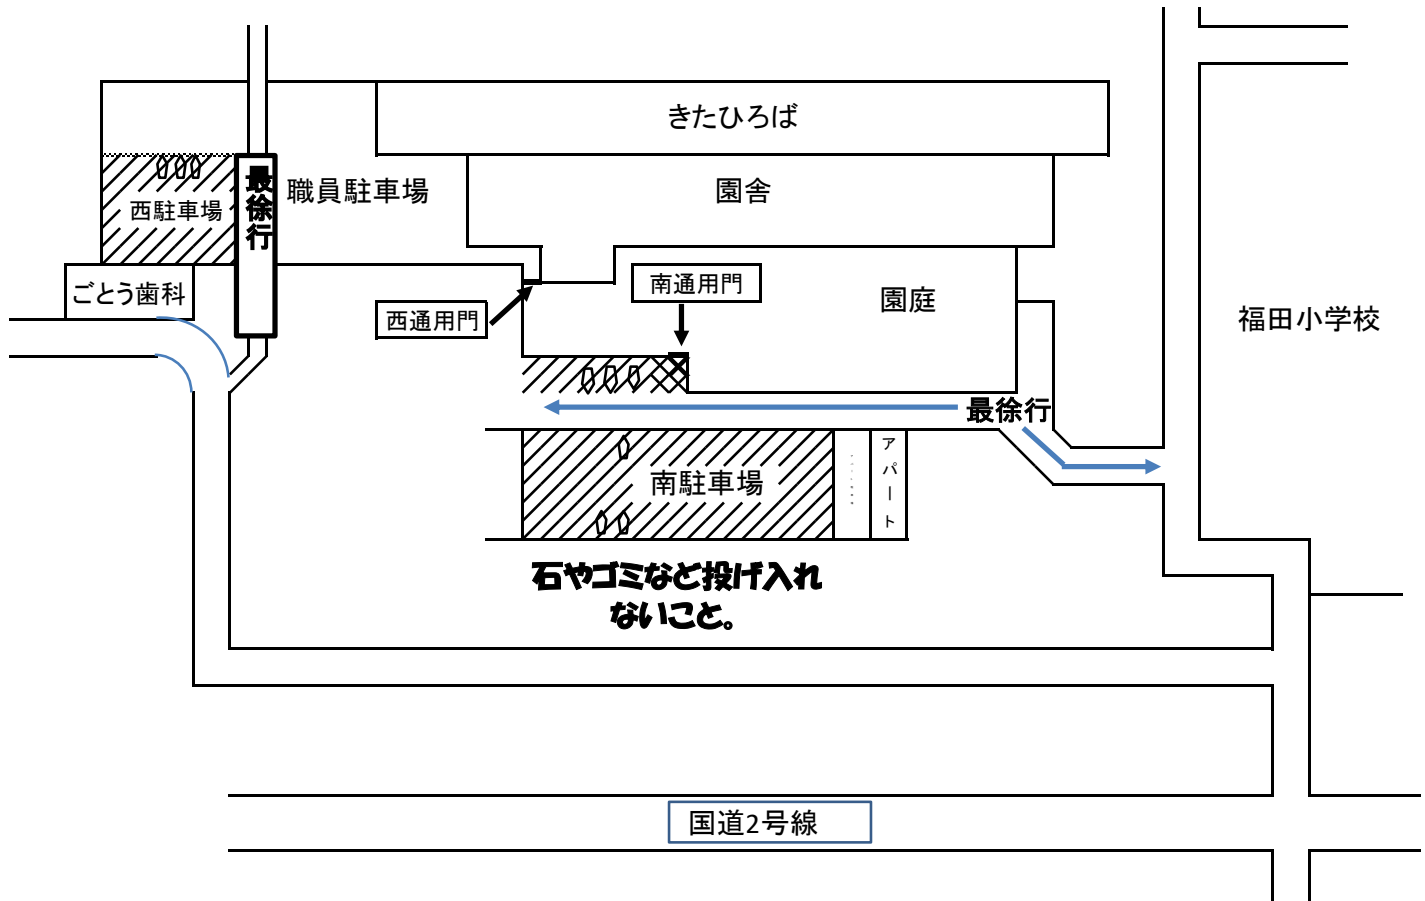 きたひろば
最徐行
職員駐車場
園舎
西駐車場
ごとう歯科
西通用門
南通用門
園庭
福田小学校
最徐行
南駐車場
アパート
石やゴミなど投げ入れ
ないこと。
国道2号線